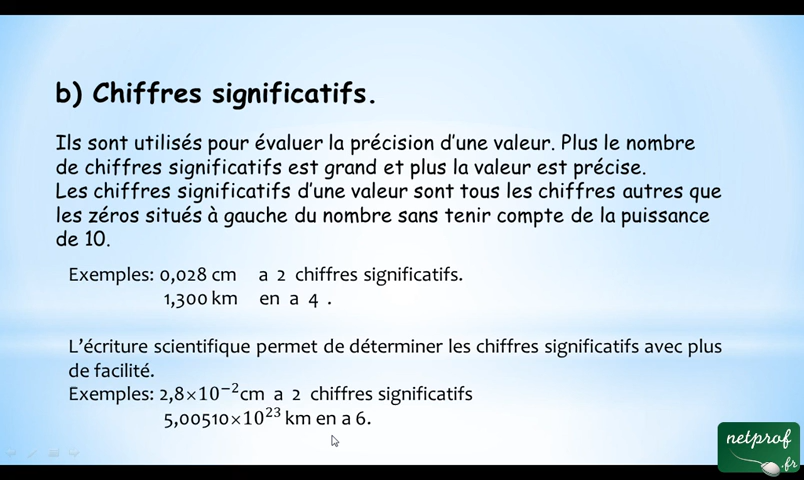 b) Chiffres significatifs.
Ils sont utilisés pour évaluer la précision d'une valeur. Plus le nombre
de chiffres significatifs est grand et plus la valeur est précise.
Les chiffres significatifs d'une valeur sont tous les chiffres autres que
les zéros situés à gauche du nombre sans tenir compte de la puissance
de 10.
Exemples: 0,028 cm a 2 chiffres significatifs.
1,300 km en a 4 .
L'écriture scientifique permet de déterminer les chiffres significatifs avec plus
de facilité.
Exemples: 2,8×10⁻²cm a 2 chiffres significatifs
5,00510×10²³ km en a 6.
netprof
.fr